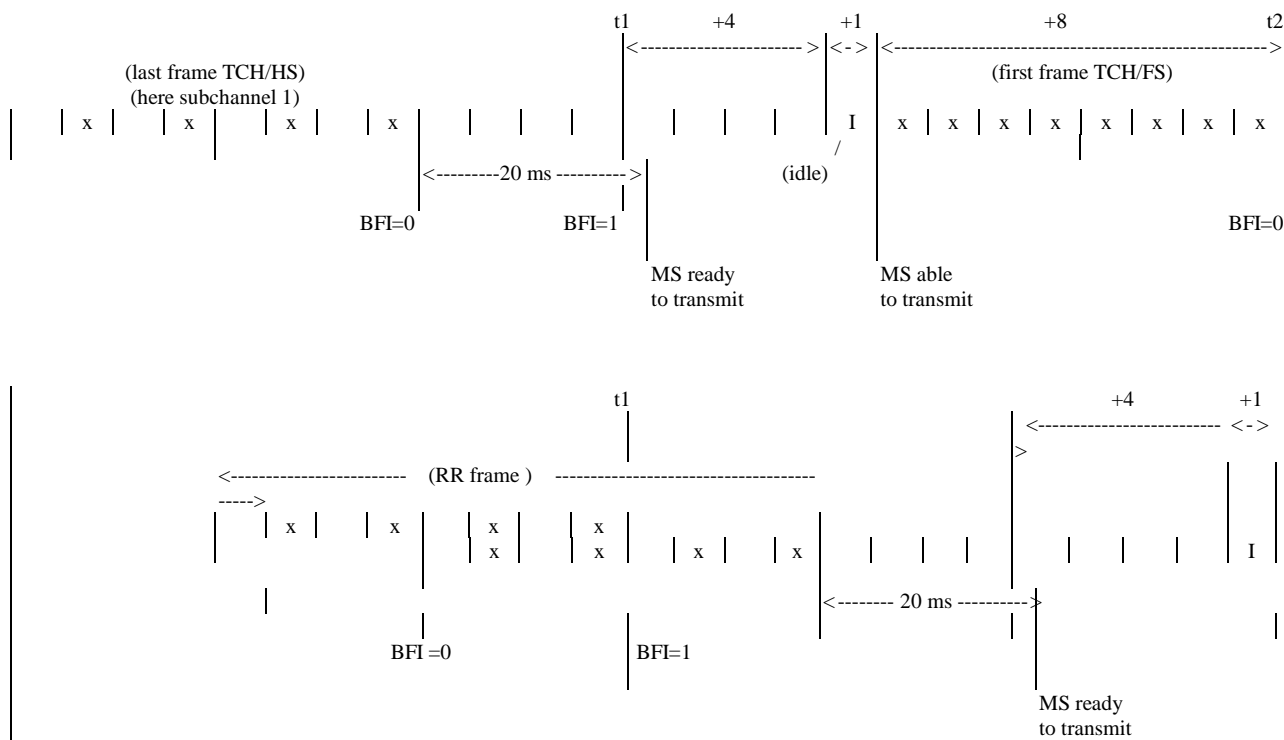 t1 +4 +1 +8 t2
<----------------------- > <- > <---------------------------------------------- >
(last frame TCH/HS) (first frame TCH/FS)
(here subchannel 1)
x x x x I x x x x x x x x
/
<---------20 ms ---------- > (idle)
BFI=0 BFI=1 BFI=0
MS ready MS able
to transmit to transmit
t1 +4 +1
<------------------------- <- >
>
<------------------------ (RR frame ) ---------------------------------
-----> 
x x x x
x x x x I
<-------- 20 ms ----------- >
BFI =0 BFI=1
MS ready
to transmit